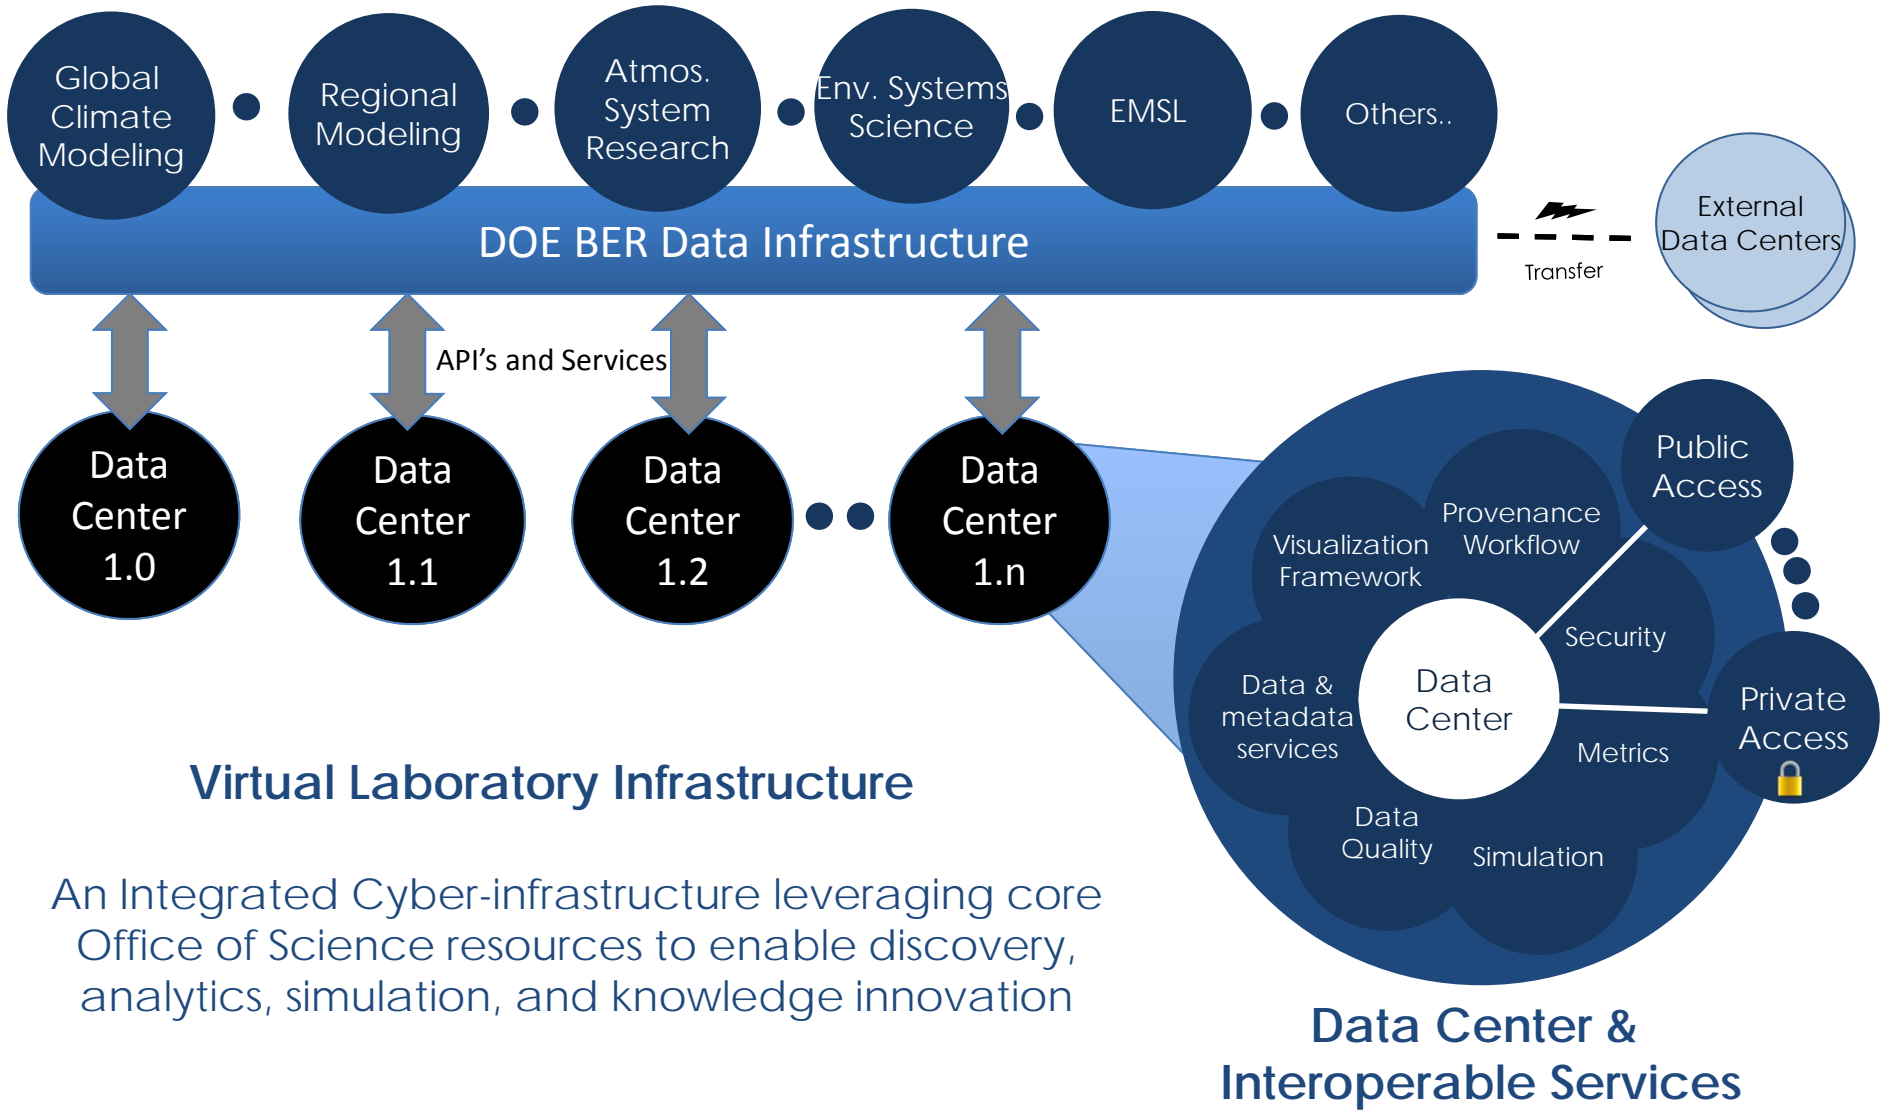 Global
Climate
Modeling
Regional
Modeling
Atmos.
System
Research
Env. Systems
Science
EMSL
Others..
DOE BER Data Infrastructure
Transfer
External
Data Centers
API's and Services
Data
Center
1.0
Data
Center
1.1
Data
Center
1.2
Data
Center
1.n
Public
Access
Provenance
Workflow
Visualization
Framework
Security
Data &
metadata
services
Data
Center
Private
Access
Metrics
Data
Quality
Simulation
Virtual Laboratory Infrastructure
An Integrated Cyber-infrastructure leveraging core
Office of Science resources to enable discovery,
analytics, simulation, and knowledge innovation
Data Center &
Interoperable Services